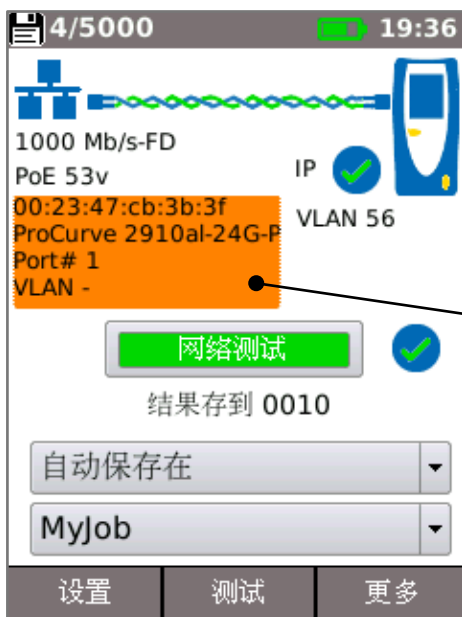 4/5000
19:36
1000 Mb/s-FD
PoE 53v
IP
00:23:47:cb:3b:3f
ProCurve 2910al-24G-P
Port# 1
VLAN -
VLAN 56
网络测试
结果存到 0010
自动保存在
MyJob
设置 测试 更多